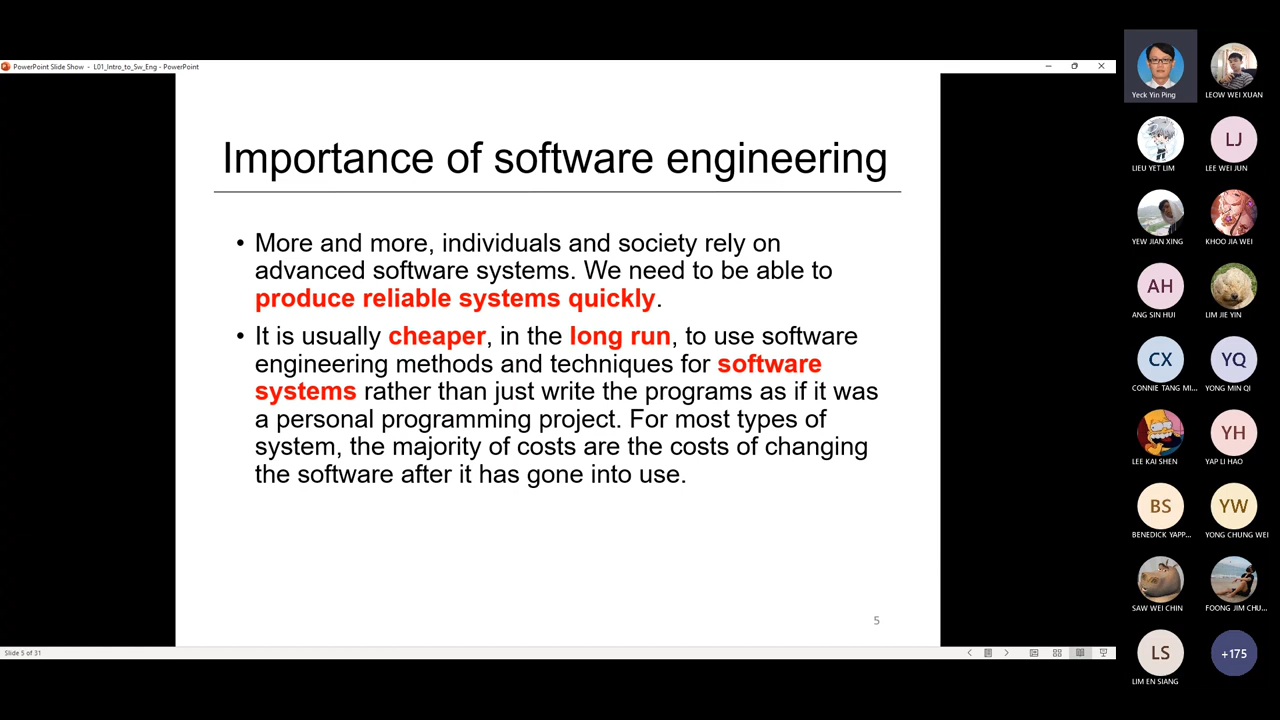 PowerPoint Slide Show - L01_Intro_to_Sw_Eng - PowerPoint
Importance of software engineering
• More and more, individuals and society rely on
advanced software systems. We need to be able to
produce reliable systems quickly.
• It is usually cheaper, in the long run, to use software
engineering methods and techniques for software
systems rather than just write the programs as if it was
a personal programming project. For most types of
system, the majority of costs are the costs of changing
the software after it has gone into use.
5
Slide 5 of 31
Yeck Yin Ping
LEOW WEI XUAN
LIEU YET LIM
LJ
LEE WEI JUN
YEW JIAN XING
KHOO JIA WEI
AH
ANG SIN HUI
LIM JIE YIN
CX
CONNIE TANG MI...
YQ
YONG MIN QI
LEE KAI SHEN
YH
YAP LI HAO
BS
BENEDICK YAPP...
YW
YONG CHUNG WEI
SAW WEI CHIN
FOONG JIM CHU...
LS
LIM EN SIANG
+175